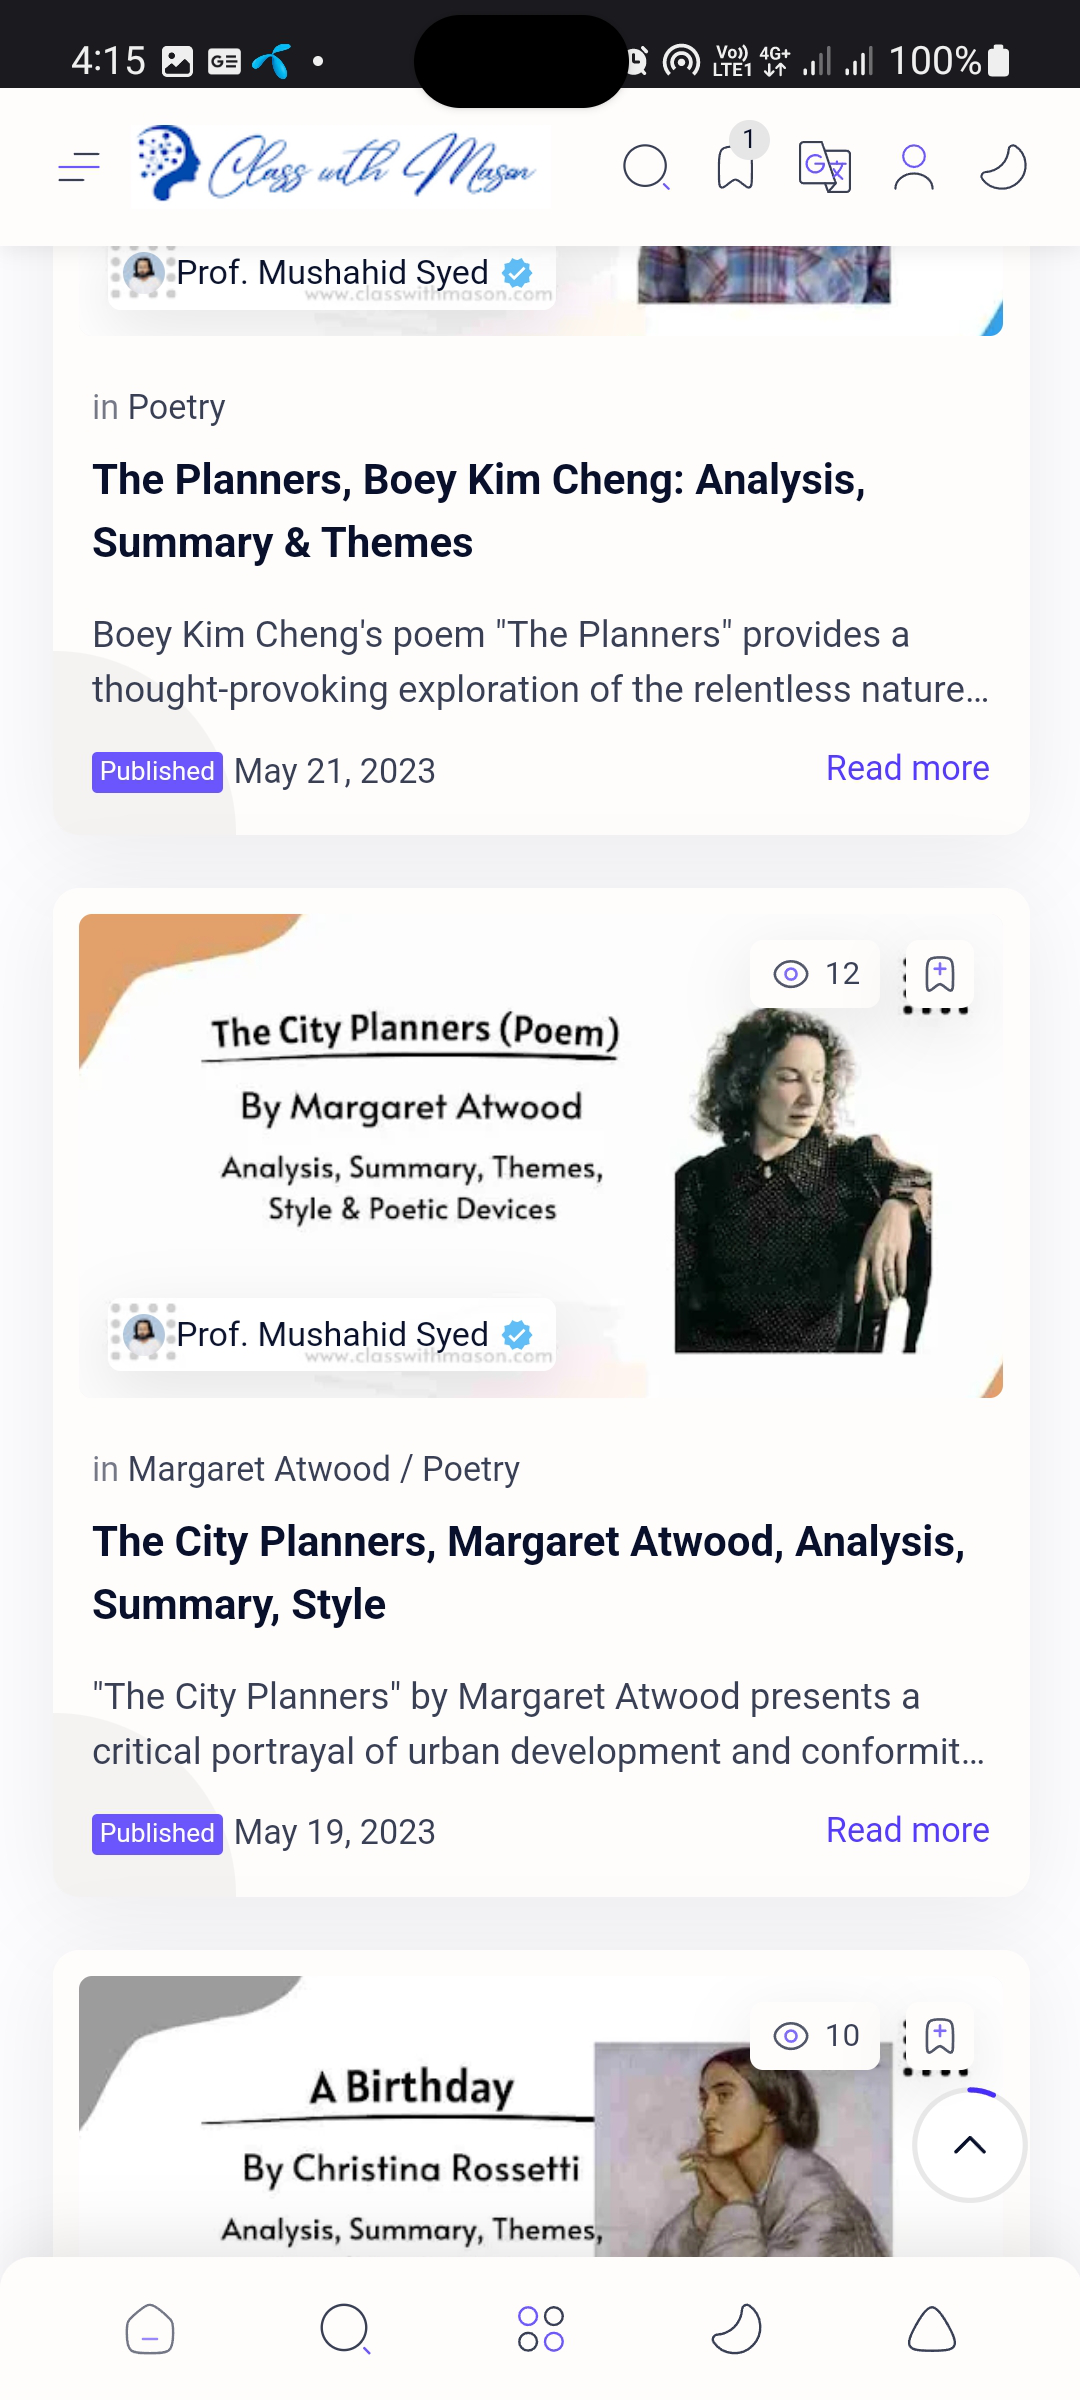 4:15
Vo)) LTE1 4G+ 100%
Class with Mason
1
Prof. Mushahid Syed
www.classwithmason.com
in Poetry
The Planners, Boey Kim Cheng: Analysis,
Summary & Themes
Boey Kim Cheng's poem "The Planners" provides a
thought-provoking exploration of the relentless nature...
Published May 21, 2023 Read more
12
The City Planners (Poem)
By Margaret Atwood
Analysis, Summary, Themes,
Style & Poetic Devices
Prof. Mushahid Syed
www.classwithmason.com
in Margaret Atwood / Poetry
The City Planners, Margaret Atwood, Analysis,
Summary, Style
"The City Planners" by Margaret Atwood presents a
critical portrayal of urban development and conformit...
Published May 19, 2023 Read more
10
A Birthday
By Christina Rossetti
Analysis, Summary, Themes,